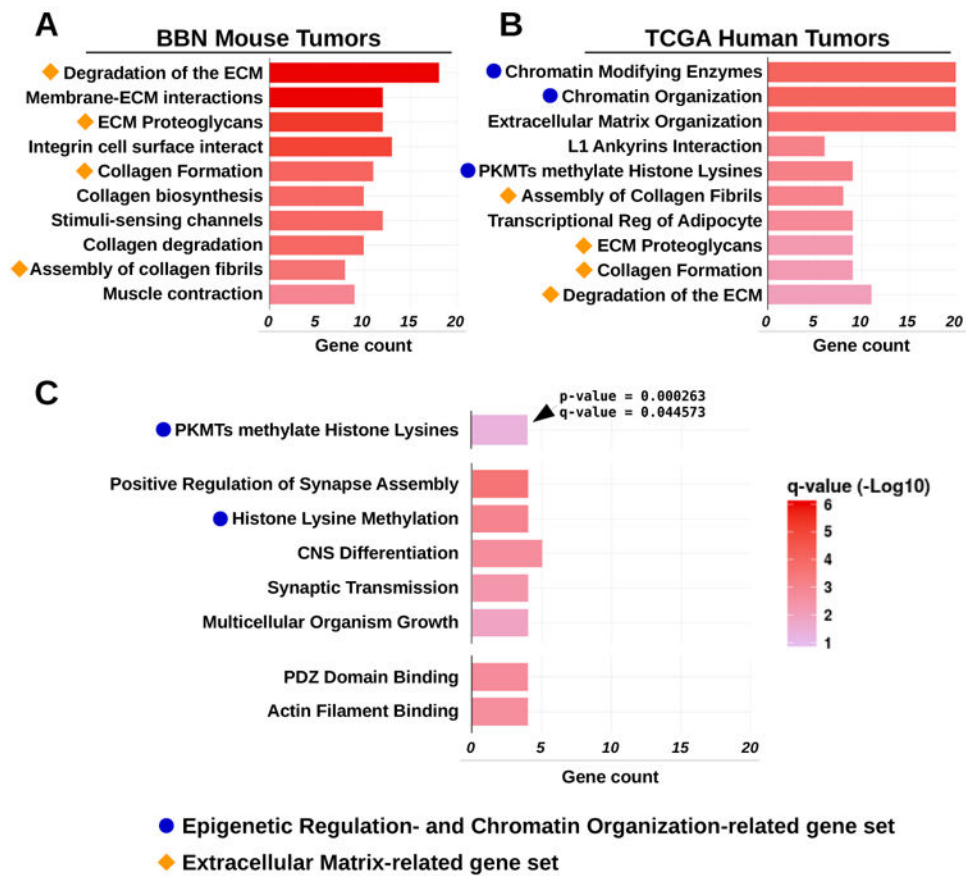 A
BBN Mouse Tumors
Degradation of the ECM
Membrane-ECM interactions
ECM Proteoglycans
Integrin cell surface interact
Collagen Formation
Collagen biosynthesis
Stimuli-sensing channels
Collagen degradation
Assembly of collagen fibrils
Muscle contraction
0 5 10 15 20
Gene count
B
TCGA Human Tumors
Chromatin Modifying Enzymes
Chromatin Organization
Extracellular Matrix Organization
L1 Ankyrins Interaction
PKMTs methylate Histone Lysines
Assembly of Collagen Fibrils
Transcriptional Reg of Adipocyte
ECM Proteoglycans
Collagen Formation
Degradation of the ECM
0 5 10 15 20
Gene count
C
p-value = 0.000263
q-value = 0.044573
PKMTs methylate Histone Lysines
Positive Regulation of Synapse Assembly
Histone Lysine Methylation
CNS Differentiation
Synaptic Transmission
Multicellular Organism Growth
PDZ Domain Binding
Actin Filament Binding
0 5 10 15 20
Gene count
q-value (-Log10)
6
5
4
3
2
1
Epigenetic Regulation- and Chromatin Organization-related gene set
Extracellular Matrix-related gene set